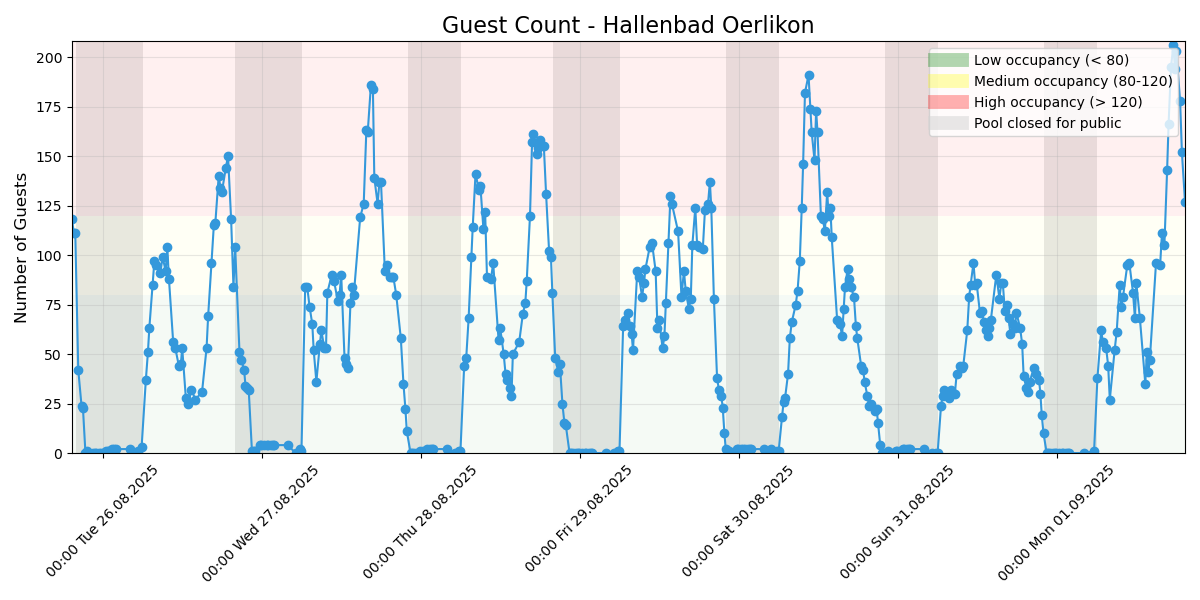 Guest Count - Hallenbad Oerlikon
Number of Guests
200
175
150
125
100
75
50
25
0
Low occupancy (< 80)
Medium occupancy (80-120)
High occupancy (> 120)
Pool closed for public
00:00 Tue 26.08.2025
00:00 Wed 27.08.2025
00:00 Thu 28.08.2025
00:00 Fri 29.08.2025
00:00 Sat 30.08.2025
00:00 Sun 31.08.2025
00:00 Mon 01.09.2025